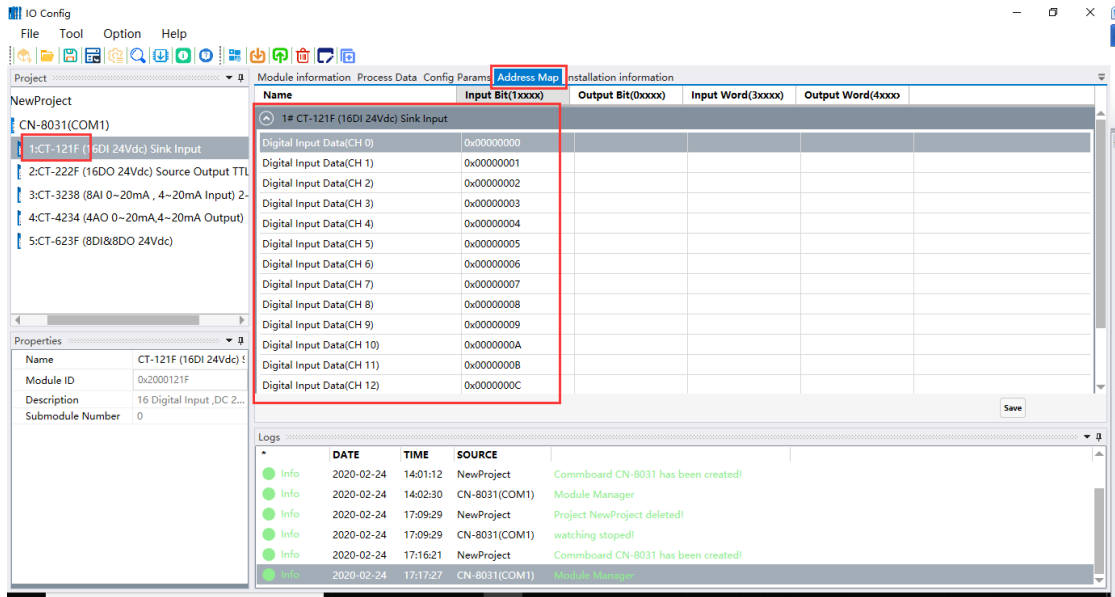 IO Config
File Tool Option Help
Project
NewProject
CN-8031(COM1)
1:CT-121F (16DI 24Vdc) Sink Input
2:CT-222F (16DO 24Vdc) Source Output TTL
3:CT-3238 (8AI 0~20mA , 4~20mA Input) 2-
4:CT-4234 (4AO 0~20mA,4~20mA Output)
5:CT-623F (8DI&8DO 24Vdc)
Properties
Name CT-121F (16DI 24Vdc) S
Module ID 0x2000121F
Description 16 Digital Input ,DC 2...
Submodule Number 0
Module information Process Data Config Params Address Map Installation information
Name Input Bit(1xxxx) Output Bit(0xxxx) Input Word(3xxxx) Output Word(4xxxx
1# CT-121F (16DI 24Vdc) Sink Input
Digital Input Data(CH 0) 0x00000000
Digital Input Data(CH 1) 0x00000001
Digital Input Data(CH 2) 0x00000002
Digital Input Data(CH 3) 0x00000003
Digital Input Data(CH 4) 0x00000004
Digital Input Data(CH 5) 0x00000005
Digital Input Data(CH 6) 0x00000006
Digital Input Data(CH 7) 0x00000007
Digital Input Data(CH 8) 0x00000008
Digital Input Data(CH 9) 0x00000009
Digital Input Data(CH 10) 0x0000000A
Digital Input Data(CH 11) 0x0000000B
Digital Input Data(CH 12) 0x0000000C
Save
Logs
* DATE TIME SOURCE
Info 2020-02-24 14:01:12 NewProject Commboard CN-8031 has been created!
Info 2020-02-24 14:02:30 CN-8031(COM1) Module Manager
Info 2020-02-24 17:09:29 NewProject Project NewProject deleted!
Info 2020-02-24 17:09:29 CN-8031(COM1) watching stoped!
Info 2020-02-24 17:16:21 NewProject Commboard CN-8031 has been created!
Info 2020-02-24 17:17:27 CN-8031(COM1) Module Manager